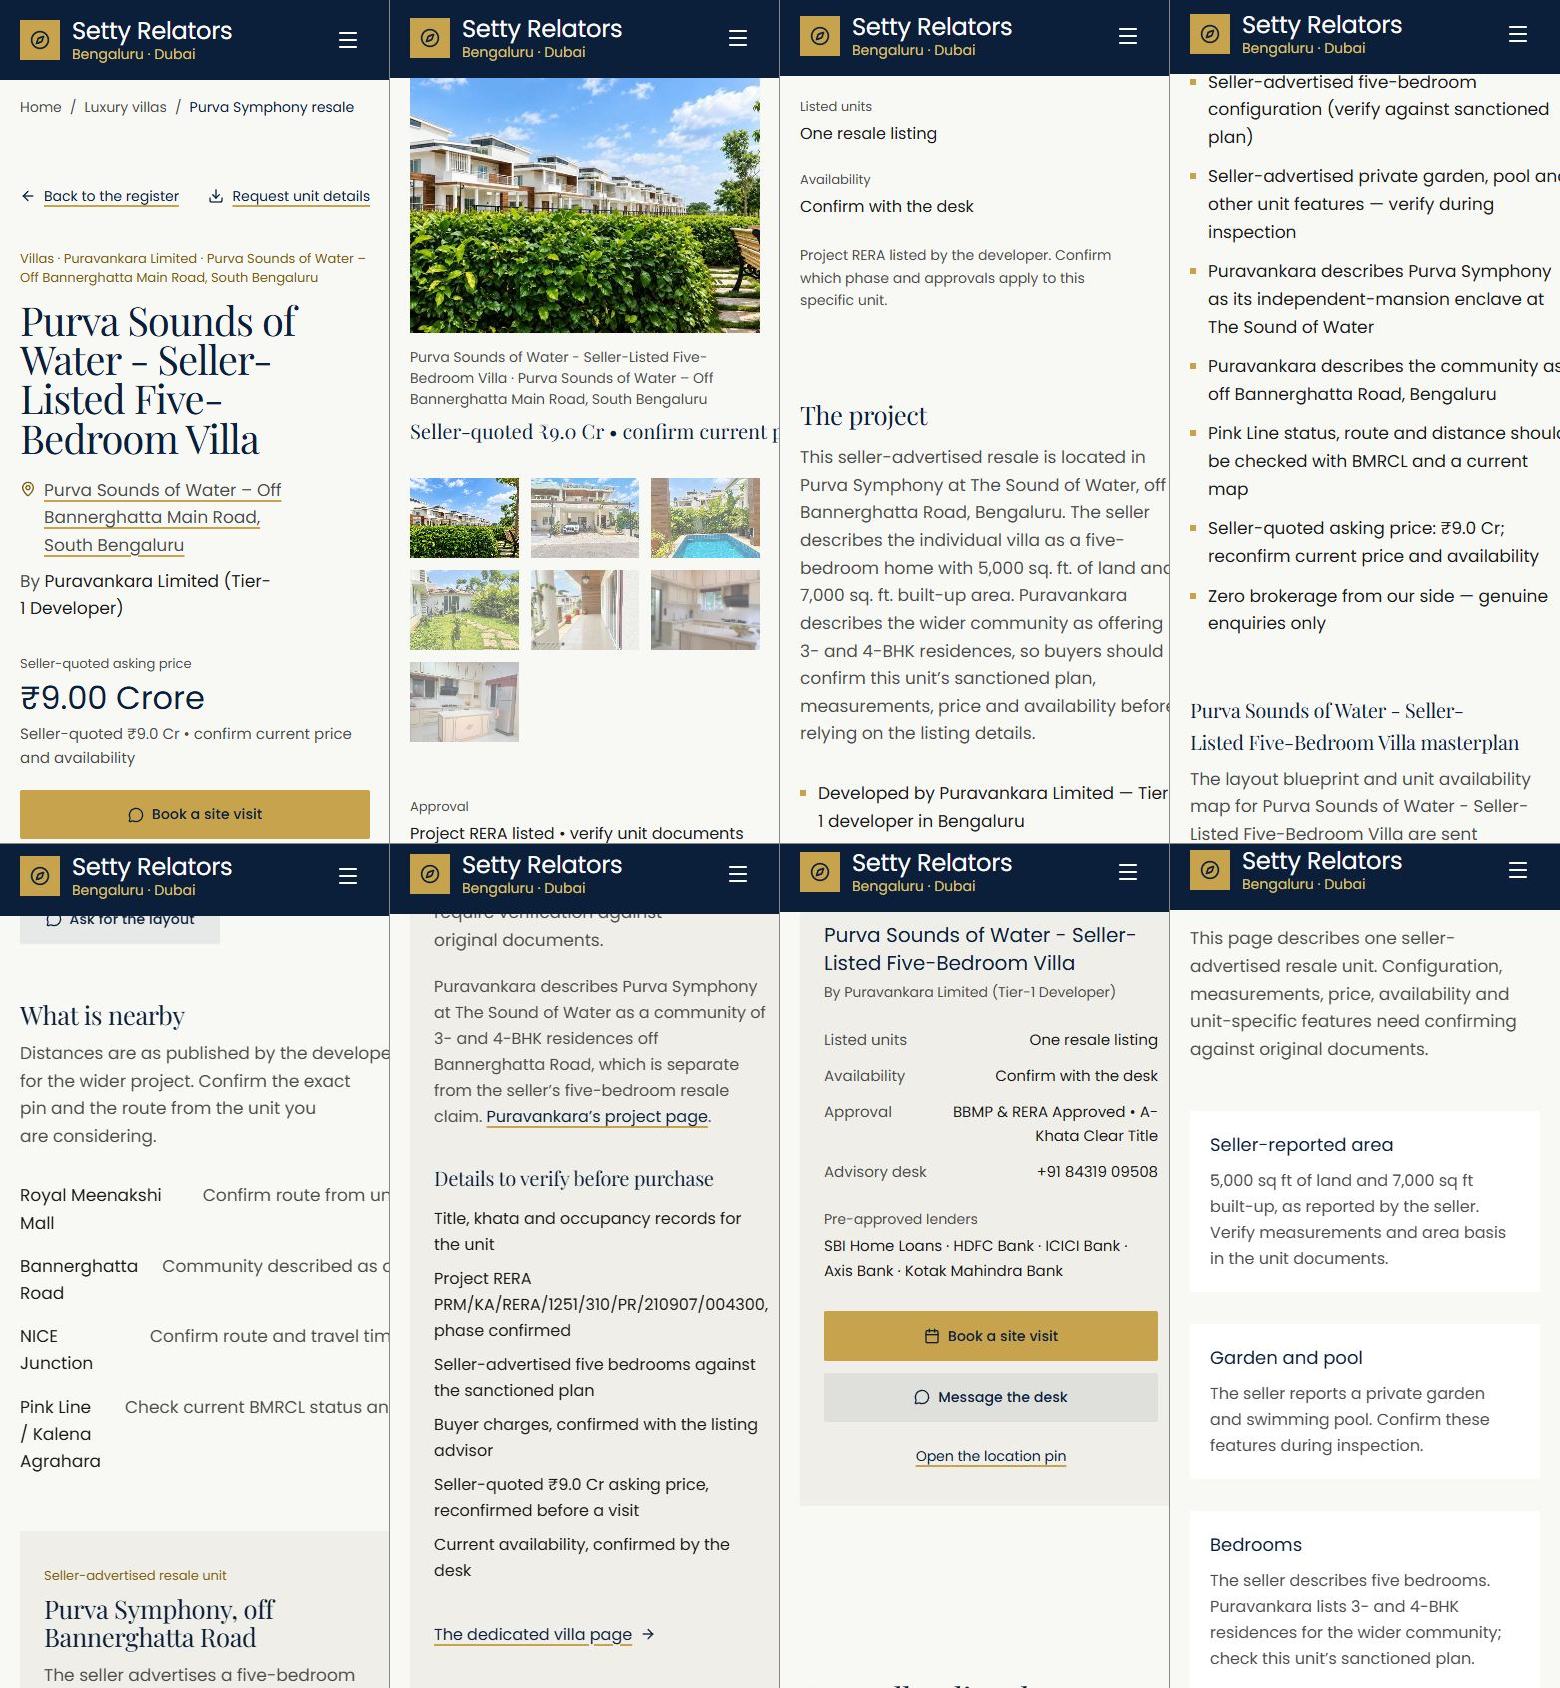 Setty Relators
Bengaluru · Dubai
Home / Luxury villas / Purva Symphony resale
Back to the register
Request unit details
Villas · Puravankara Limited · Purva Sounds of Water –
Off Bannerghatta Main Road, South Bengaluru
Purva Sounds of
Water - Seller-
Listed Five-
Bedroom Villa
Purva Sounds of Water – Off
Bannerghatta Main Road,
South Bengaluru
By Puravankara Limited (Tier-
1 Developer)
Seller-quoted asking price
₹9.00 Crore
Seller-quoted ₹9.0 Cr • confirm current price
and availability
Book a site visit
Setty Relators
Bengaluru · Dubai
Purva Sounds of Water - Seller-Listed Five-
Bedroom Villa · Purva Sounds of Water – Off
Bannerghatta Main Road, South Bengaluru
Seller-quoted ₹9.0 Cr • confirm current p
Approval
Project RERA listed • verify unit documents
Setty Relators
Bengaluru · Dubai
Listed units
One resale listing
Availability
Confirm with the desk
Project RERA listed by the developer. Confirm
which phase and approvals apply to this
specific unit.
The project
This seller-advertised resale is located in
Purva Symphony at The Sound of Water, off
Bannerghatta Road, Bengaluru. The seller
describes the individual villa as a five-
bedroom home with 5,000 sq. ft. of land and
7,000 sq. ft. built-up area. Puravankara
describes the wider community as offering
3- and 4-BHK residences, so buyers should
confirm this unit’s sanctioned plan,
measurements, price and availability before
relying on the listing details.
Developed by Puravankara Limited — Tier
1 developer in Bengaluru
Setty Relators
Bengaluru · Dubai
Seller-advertised five-bedroom
configuration (verify against sanctioned
plan)
Seller-advertised private garden, pool and
other unit features — verify during
inspection
Puravankara describes Purva Symphony
as its independent-mansion enclave at
The Sound of Water
Puravankara describes the community as
off Bannerghatta Road, Bengaluru
Pink Line status, route and distance should
be checked with BMRCL and a current
map
Seller-quoted asking price: ₹9.0 Cr;
reconfirm current price and availability
Zero brokerage from our side — genuine
enquiries only
Purva Sounds of Water - Seller-
Listed Five-Bedroom Villa masterplan
The layout blueprint and unit availability
map for Purva Sounds of Water - Seller-
Listed Five-Bedroom Villa are sent
Setty Relators
Bengaluru · Dubai
Ask for the layout
What is nearby
Distances are as published by the develope
for the wider project. Confirm the exact
pin and the route from the unit you
are considering.
Royal Meenakshi
Mall
Confirm route from un
Bannerghatta
Road
Community described as o
NICE
Junction
Confirm route and travel tim
Pink Line
/ Kalena
Agrahara
Check current BMRCL status an
Seller-advertised resale unit
Purva Symphony, off
Bannerghatta Road
The seller advertises a five-bedroom
Setty Relators
Bengaluru · Dubai
require verification against
original documents.
Puravankara describes Purva Symphony
at The Sound of Water as a community of
3- and 4-BHK residences off
Bannerghatta Road, which is separate
from the seller’s five-bedroom resale
claim. Puravankara’s project page.
Details to verify before purchase
Title, khata and occupancy records for
the unit
Project RERA
PRM/KA/RERA/1251/310/PR/210907/004300,
phase confirmed
Seller-advertised five bedrooms against
the sanctioned plan
Buyer charges, confirmed with the listing
advisor
Seller-quoted ₹9.0 Cr asking price,
reconfirmed before a visit
Current availability, confirmed by the
desk
The dedicated villa page
Setty Relators
Bengaluru · Dubai
Purva Sounds of Water - Seller-
Listed Five-Bedroom Villa
By Puravankara Limited (Tier-1 Developer)
Listed units One resale listing
Availability Confirm with the desk
Approval BBMP & RERA Approved • A-
Khata Clear Title
Advisory desk +91 84319 09508
Pre-approved lenders
SBI Home Loans · HDFC Bank · ICICI Bank ·
Axis Bank · Kotak Mahindra Bank
Book a site visit
Message the desk
Open the location pin
Setty Relators
Bengaluru · Dubai
This page describes one seller-
advertised resale unit. Configuration,
measurements, price, availability and
unit-specific features need confirming
against original documents.
Seller-reported area
5,000 sq ft of land and 7,000 sq ft
built-up, as reported by the seller.
Verify measurements and area basis
in the unit documents.
Garden and pool
The seller reports a private garden
and swimming pool. Confirm these
features during inspection.
Bedrooms
The seller describes five bedrooms.
Puravankara lists 3- and 4-BHK
residences for the wider community;
check this unit’s sanctioned plan.